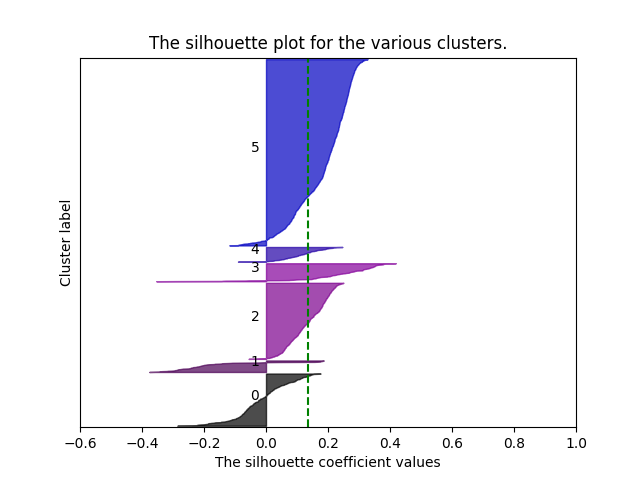 The silhouette plot for the various clusters.
Cluster label
5
4
3
2
1
0
−0.6 −0.4 −0.2 0.0 0.2 0.4 0.6 0.8 1.0
The silhouette coefficient values